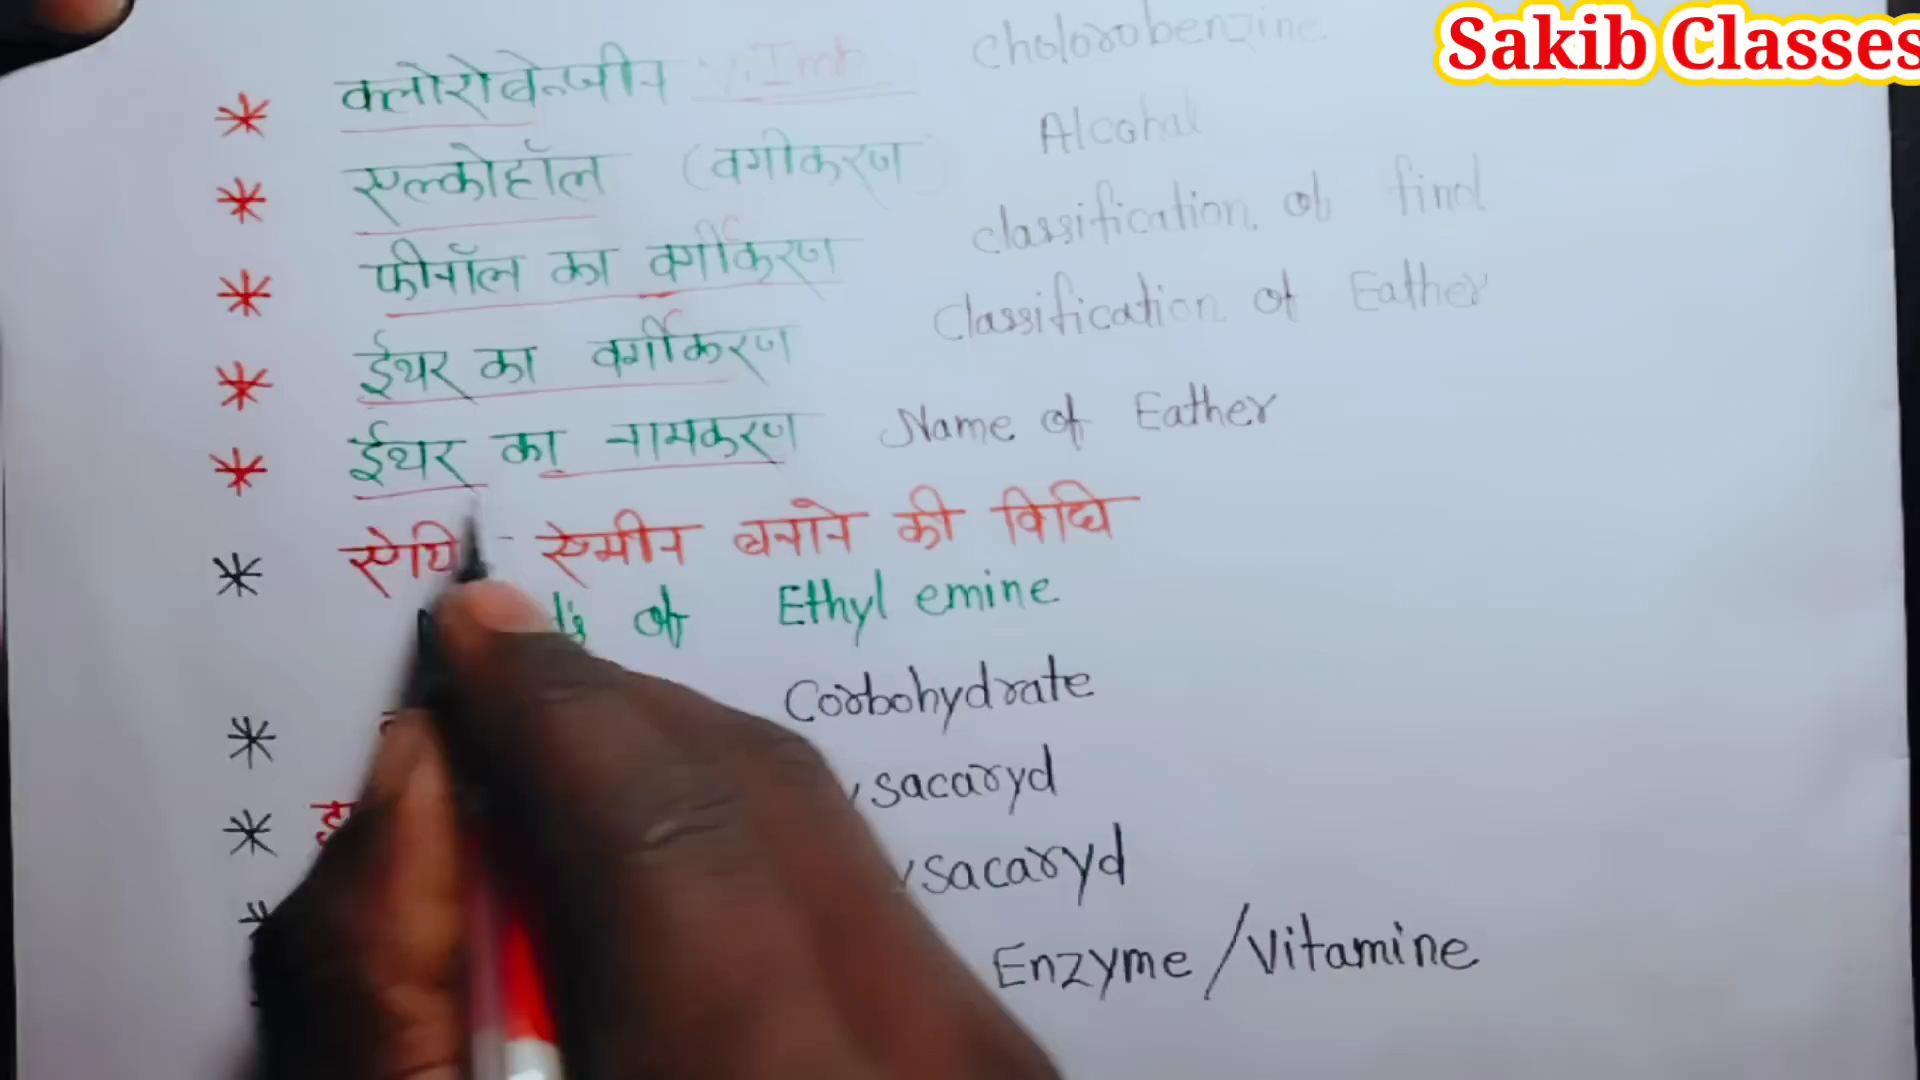 Sakib Classes
क्लोरोबेन्जीन V.Imp cholorobenzine
एल्कोहॉल (वर्गीकरण) Alcohal
फीनॉल का वर्गीकरण classification of find
ईथर का वर्गीकरण Classification of Eather
ईथर का नामकरण Name of Eather
एमीन बनाने की विधि
of Ethyl emine
Corbohydrate
sacaryd
sacaryd
Enzyme / Vitamine